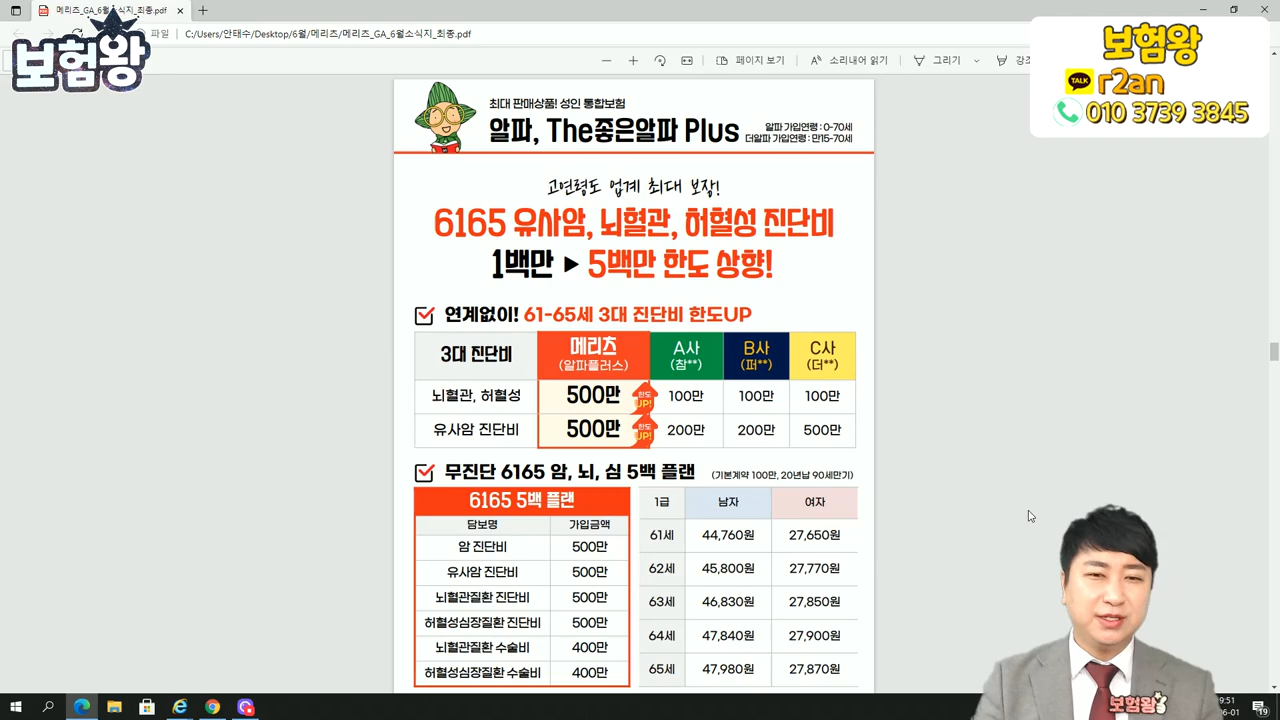 메리츠_GA_6월소식지_최종.pdf
파일
C:/Users/안태수/Desktop/6월/메리츠/메리츠_GA_6월소식지_최종.pdf
보험왕
페이지 보기
소리내어 읽기
그리기
강조
보험왕
TALK r2an
010 3739 3845
최대 판매상품! 성인 통합보험
알파, The좋은알파 Plus
알파 가입연령 : 0-70세
더알파 가입연령 : 만15-70세
고연령도 업계 최대 보장!
6165 유사암, 뇌혈관, 허혈성 진단비
1백만 ▶ 5백만 한도 상향!
연계없이! 61-65세 3대 진단비 한도UP
3대 진단비 메리츠 (알파플러스) A사 (참**) B사 (퍼**) C사 (더**)
뇌혈관, 허혈성 500만 한도 UP! 100만 100만 100만
유사암 진단비 500만 한도 UP! 200만 200만 500만
무진단 6165 암, 뇌, 심 5백 플랜 (기본계약 100만, 20년납 90세만기)
6165 5백 플랜
담보명 가입금액
암 진단비 500만
유사암 진단비 500만
뇌혈관질환 진단비 500만
허혈성심장질환 진단비 500만
뇌혈관질환 수술비 400만
허혈성심장질환 수술비 400만
1급 남자 여자
61세 44,760원 27,650원
62세 45,800원 27,770원
63세 46,830원 27,850원
64세 47,840원 27,900원
65세 47,980원 27,870원
보험왕
9:51
6-01
19